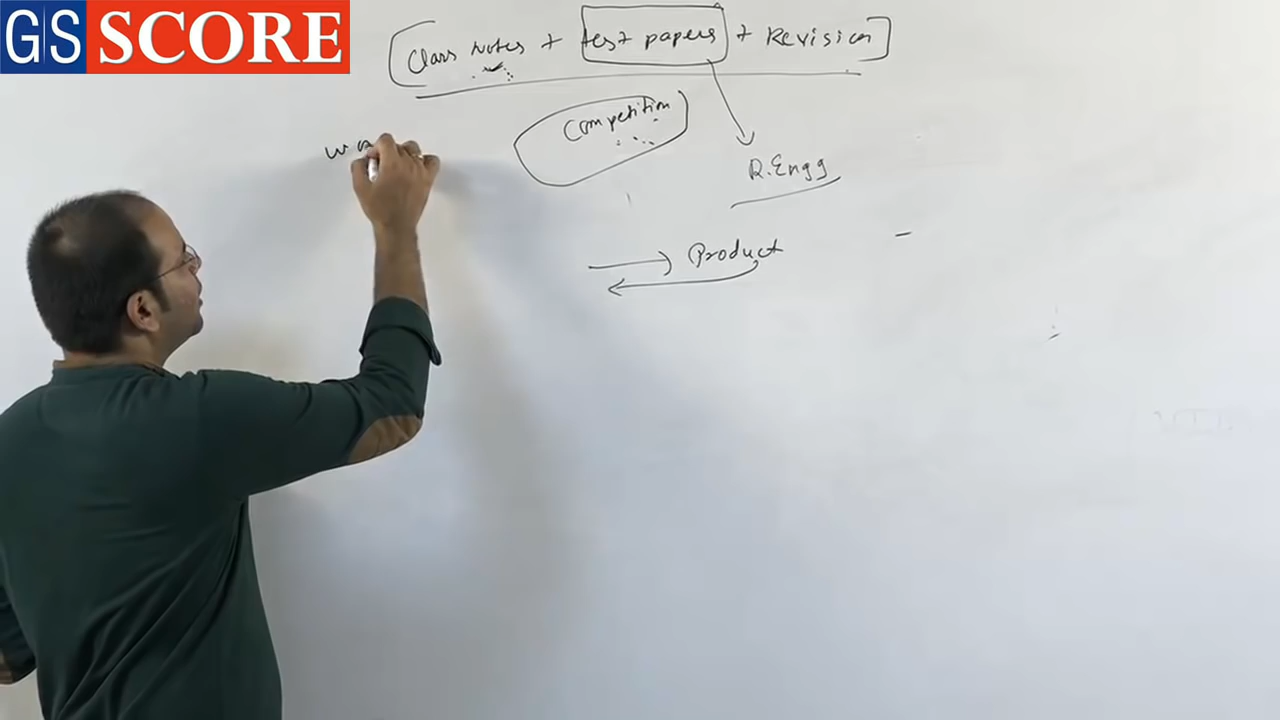 GS SCORE
Class Notes + test papers + Revision
Competition
R.Engg
Product